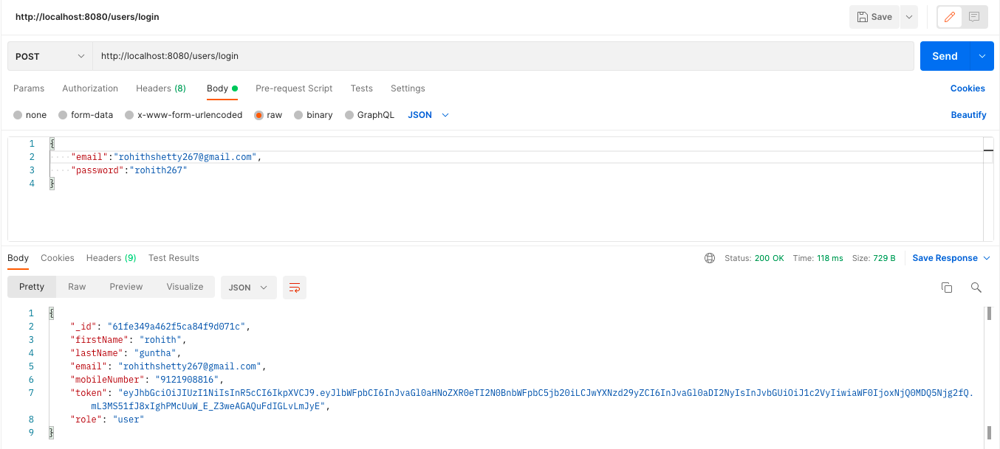 http://localhost:8080/users/login
Save
POST http://localhost:8080/users/login Send
Params Authorization Headers (8) Body Pre-request Script Tests Settings Cookies
none form-data x-www-form-urlencoded raw binary GraphQL JSON Beautify
1 {
2 "email":"rohithshetty267@gmail.com",
3 "password":"rohith267"
4 }
Body Cookies Headers (9) Test Results Status: 200 OK Time: 118 ms Size: 729 B Save Response
Pretty Raw Preview Visualize JSON
1 {
2 "_id": "61fe349a462f5ca84f9d071c",
3 "firstName": "rohith",
4 "lastName": "guntha",
5 "email": "rohithshetty267@gmail.com",
6 "mobileNumber": "9121908816",
7 "token": "eyJhbGciOiJIUzI1NiIsInR5cCI6IkpXVCJ9.eyJlbWFpbCI6InJvaGl0aHNoZXR0eTI2N0BnbWFpbC5jb20iLCJwYXNzd29yZCI6InJvaGl0aDI2NyIsInJvbGUiOiJ1c2VyIiwiaWF0IjoxNjQ0MDQ5Njg2fQ.
mL3MS51fJ8xIghPMcUuW_E_Z3weAGAQuFdIGLvLmJyE",
8 "role": "user"
9 }